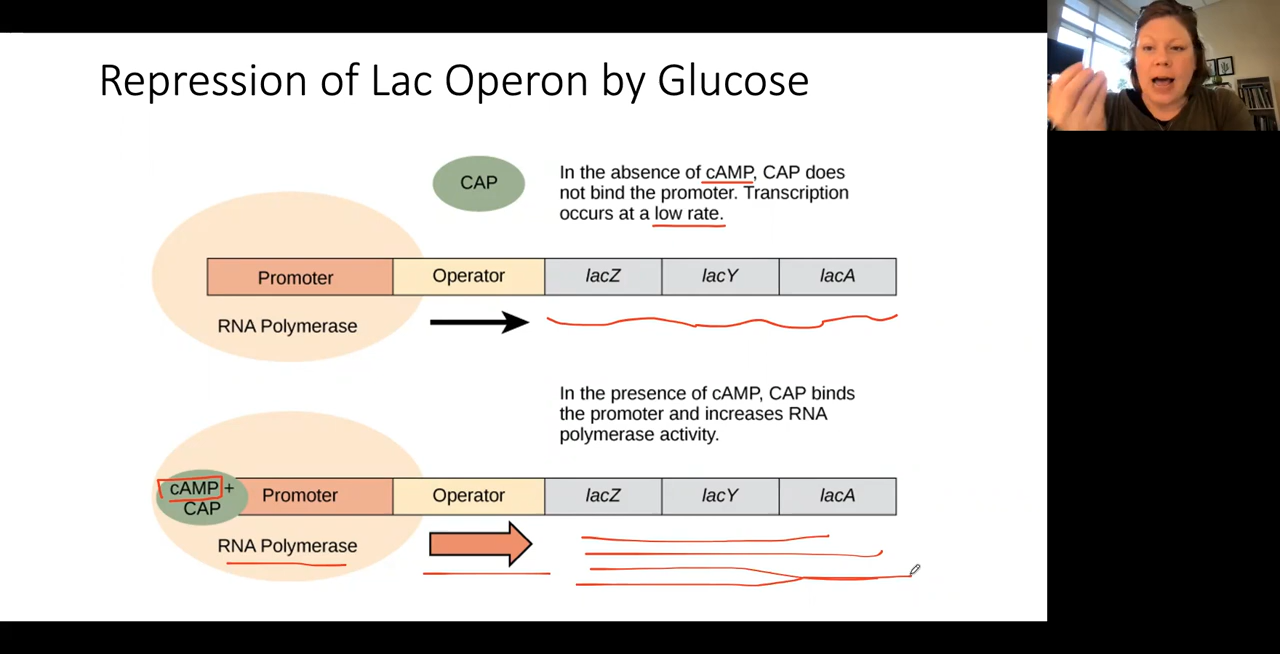 Repression of Lac Operon by Glucose
CAP
In the absence of cAMP, CAP does
not bind the promoter. Transcription
occurs at a low rate.
Promoter
Operator
lacZ
lacY
lacA
RNA Polymerase
In the presence of cAMP, CAP binds
the promoter and increases RNA
polymerase activity.
cAMP +
CAP
Promoter
Operator
lacZ
lacY
lacA
RNA Polymerase